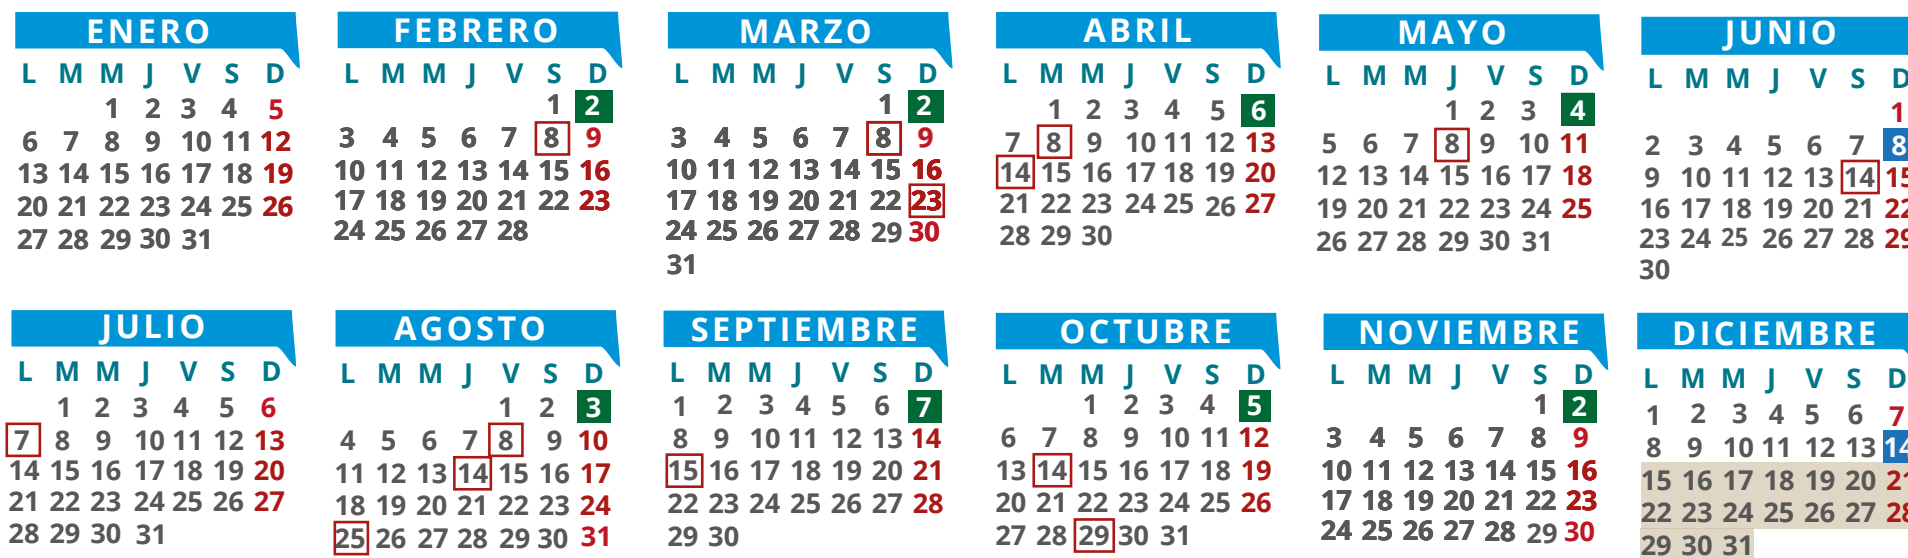 ENERO
L M M J V S D
1 2 3 4 5
6 7 8 9 10 11 12
13 14 15 16 17 18 19
20 21 22 23 24 25 26
27 28 29 30 31
FEBRERO
L M M J V S D
1 2
3 4 5 6 7 8 9
10 11 12 13 14 15 16
17 18 19 20 21 22 23
24 25 26 27 28
MARZO
L M M J V S D
1 2
3 4 5 6 7 8 9
10 11 12 13 14 15 16
17 18 19 20 21 22 23
24 25 26 27 28 29 30
31
ABRIL
L M M J V S D
1 2 3 4 5 6
7 8 9 10 11 12 13
14 15 16 17 18 19 20
21 22 23 24 25 26 27
28 29 30
MAYO
L M M J V S D
1 2 3 4
5 6 7 8 9 10 11
12 13 14 15 16 17 18
19 20 21 22 23 24 25
26 27 28 29 30 31
JUNIO
L M M J V S D
1
2 3 4 5 6 7 8
9 10 11 12 13 14 15
16 17 18 19 20 21 22
23 24 25 26 27 28 29
30
JULIO
L M M J V S D
1 2 3 4 5 6
7 8 9 10 11 12 13
14 15 16 17 18 19 20
21 22 23 24 25 26 27
28 29 30 31
AGOSTO
L M M J V S D
1 2 3
4 5 6 7 8 9 10
11 12 13 14 15 16 17
18 19 20 21 22 23 24
25 26 27 28 29 30 31
SEPTIEMBRE
L M M J V S D
1 2 3 4 5 6 7
8 9 10 11 12 13 14
15 16 17 18 19 20 21
22 23 24 25 26 27 28
29 30
OCTUBRE
L M M J V S D
1 2 3 4 5
6 7 8 9 10 11 12
13 14 15 16 17 18 19
20 21 22 23 24 25 26
27 28 29 30 31
NOVIEMBRE
L M M J V S D
1 2
3 4 5 6 7 8 9
10 11 12 13 14 15 16
17 18 19 20 21 22 23
24 25 26 27 28 29 30
DICIEMBRE
L M M J V S D
1 2 3 4 5 6 7
8 9 10 11 12 13 14
15 16 17 18 19 20 21
22 23 24 25 26 27 28
29 30 31